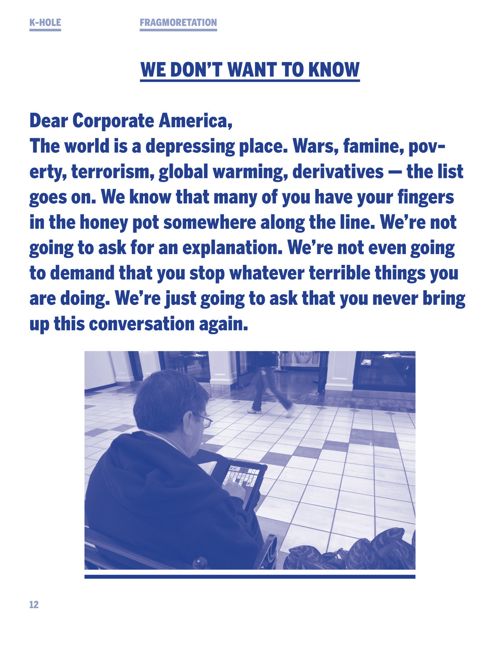 K-HOLE FRAGMORETATION
WE DON'T WANT TO KNOW
Dear Corporate America,
The world is a depressing place. Wars, famine, pov-
erty, terrorism, global warming, derivatives — the list
goes on. We know that many of you have your fingers
in the honey pot somewhere along the line. We're not
going to ask for an explanation. We're not even going
to demand that you stop whatever terrible things you
are doing. We're just going to ask that you never bring
up this conversation again.
12